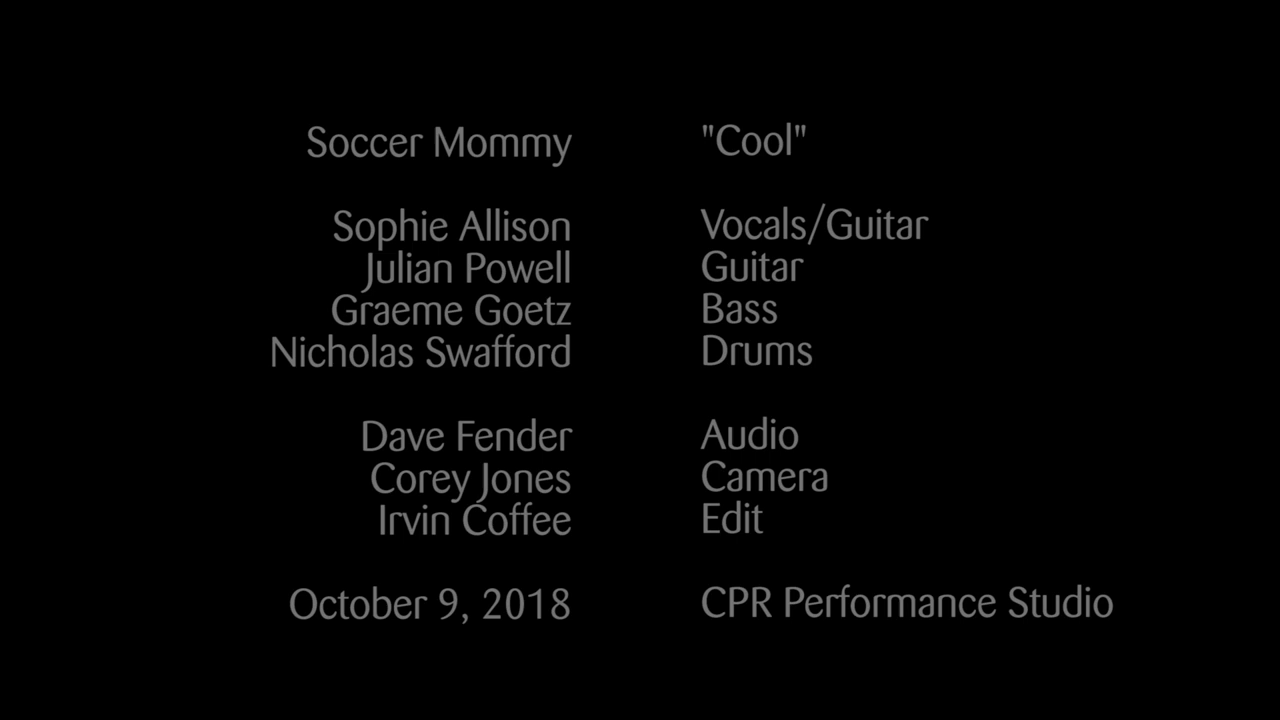 Soccer Mommy "Cool"
Sophie Allison Vocals/Guitar
Julian Powell Guitar
Graeme Goetz Bass
Nicholas Swafford Drums
Dave Fender Audio
Corey Jones Camera
Irvin Coffee Edit
October 9, 2018 CPR Performance Studio